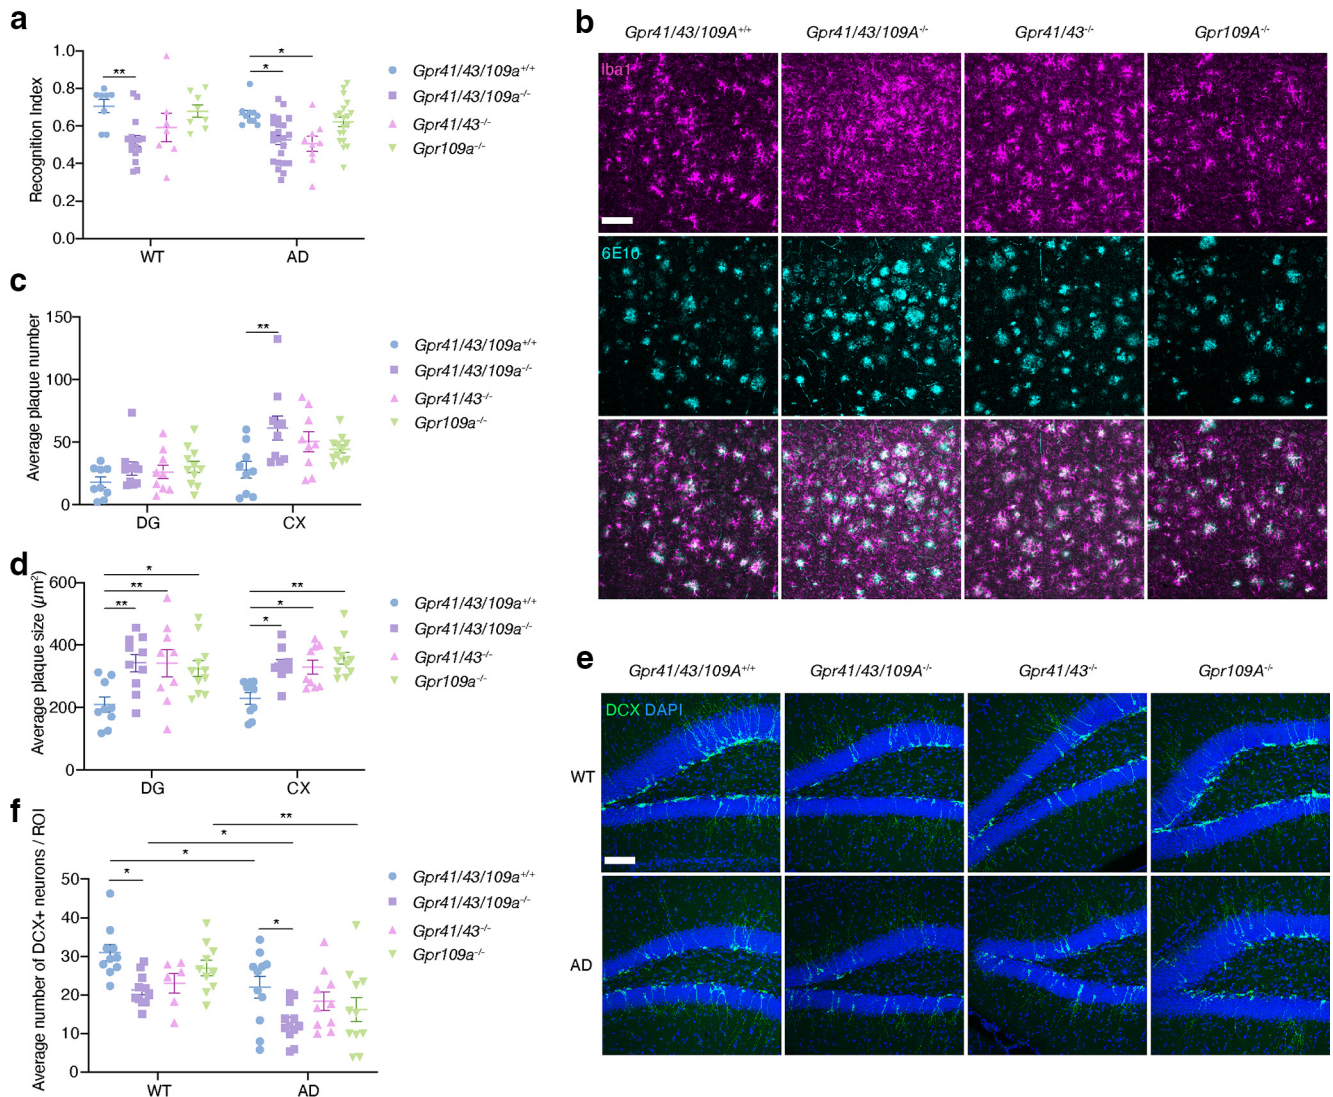 a
Recognition Index
1.0
0.8
0.6
0.4
0.2
0.0
**
*
*
WT
AD
Gpr41/43/109a+/+
Gpr41/43/109a-/-
Gpr41/43-/-
Gpr109a-/-
b
Gpr41/43/109A+/+
Gpr41/43/109A-/-
Gpr41/43-/-
Gpr109A-/-
Iba1
6E10
c
Average plaque number
150
100
50
0
**
DG
CX
Gpr41/43/109a+/+
Gpr41/43/109a-/-
Gpr41/43-/-
Gpr109a-/-
d
Average plaque size (µm2)
600
400
200
0
*
**
**
**
*
*
DG
CX
Gpr41/43/109a+/+
Gpr41/43/109a-/-
Gpr41/43-/-
Gpr109a-/-
e
Gpr41/43/109A+/+
Gpr41/43/109A-/-
Gpr41/43-/-
Gpr109A-/-
DCX DAPI
WT
AD
f
Average number of DCX+ neurons / ROI
50
40
30
20
10
0
**
*
*
*
*
WT
AD
Gpr41/43/109a+/+
Gpr41/43/109a-/-
Gpr41/43-/-
Gpr109a-/-